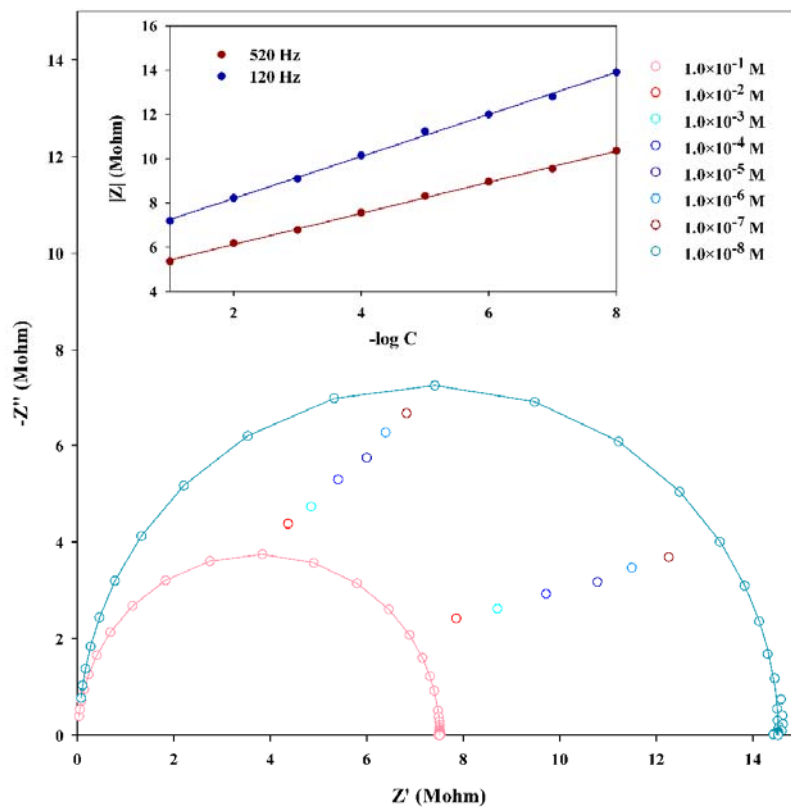 520 Hz
120 Hz
|Z| (Mohm)
16
14
12
10
8
6
4
2 4 6 8
-log C
1.0×10⁻¹ M
1.0×10⁻² M
1.0×10⁻³ M
1.0×10⁻⁴ M
1.0×10⁻⁵ M
1.0×10⁻⁶ M
1.0×10⁻⁷ M
1.0×10⁻⁸ M
-Z'' (Mohm)
14
12
10
8
6
4
2
0
0 2 4 6 8 10 12 14
Z' (Mohm)